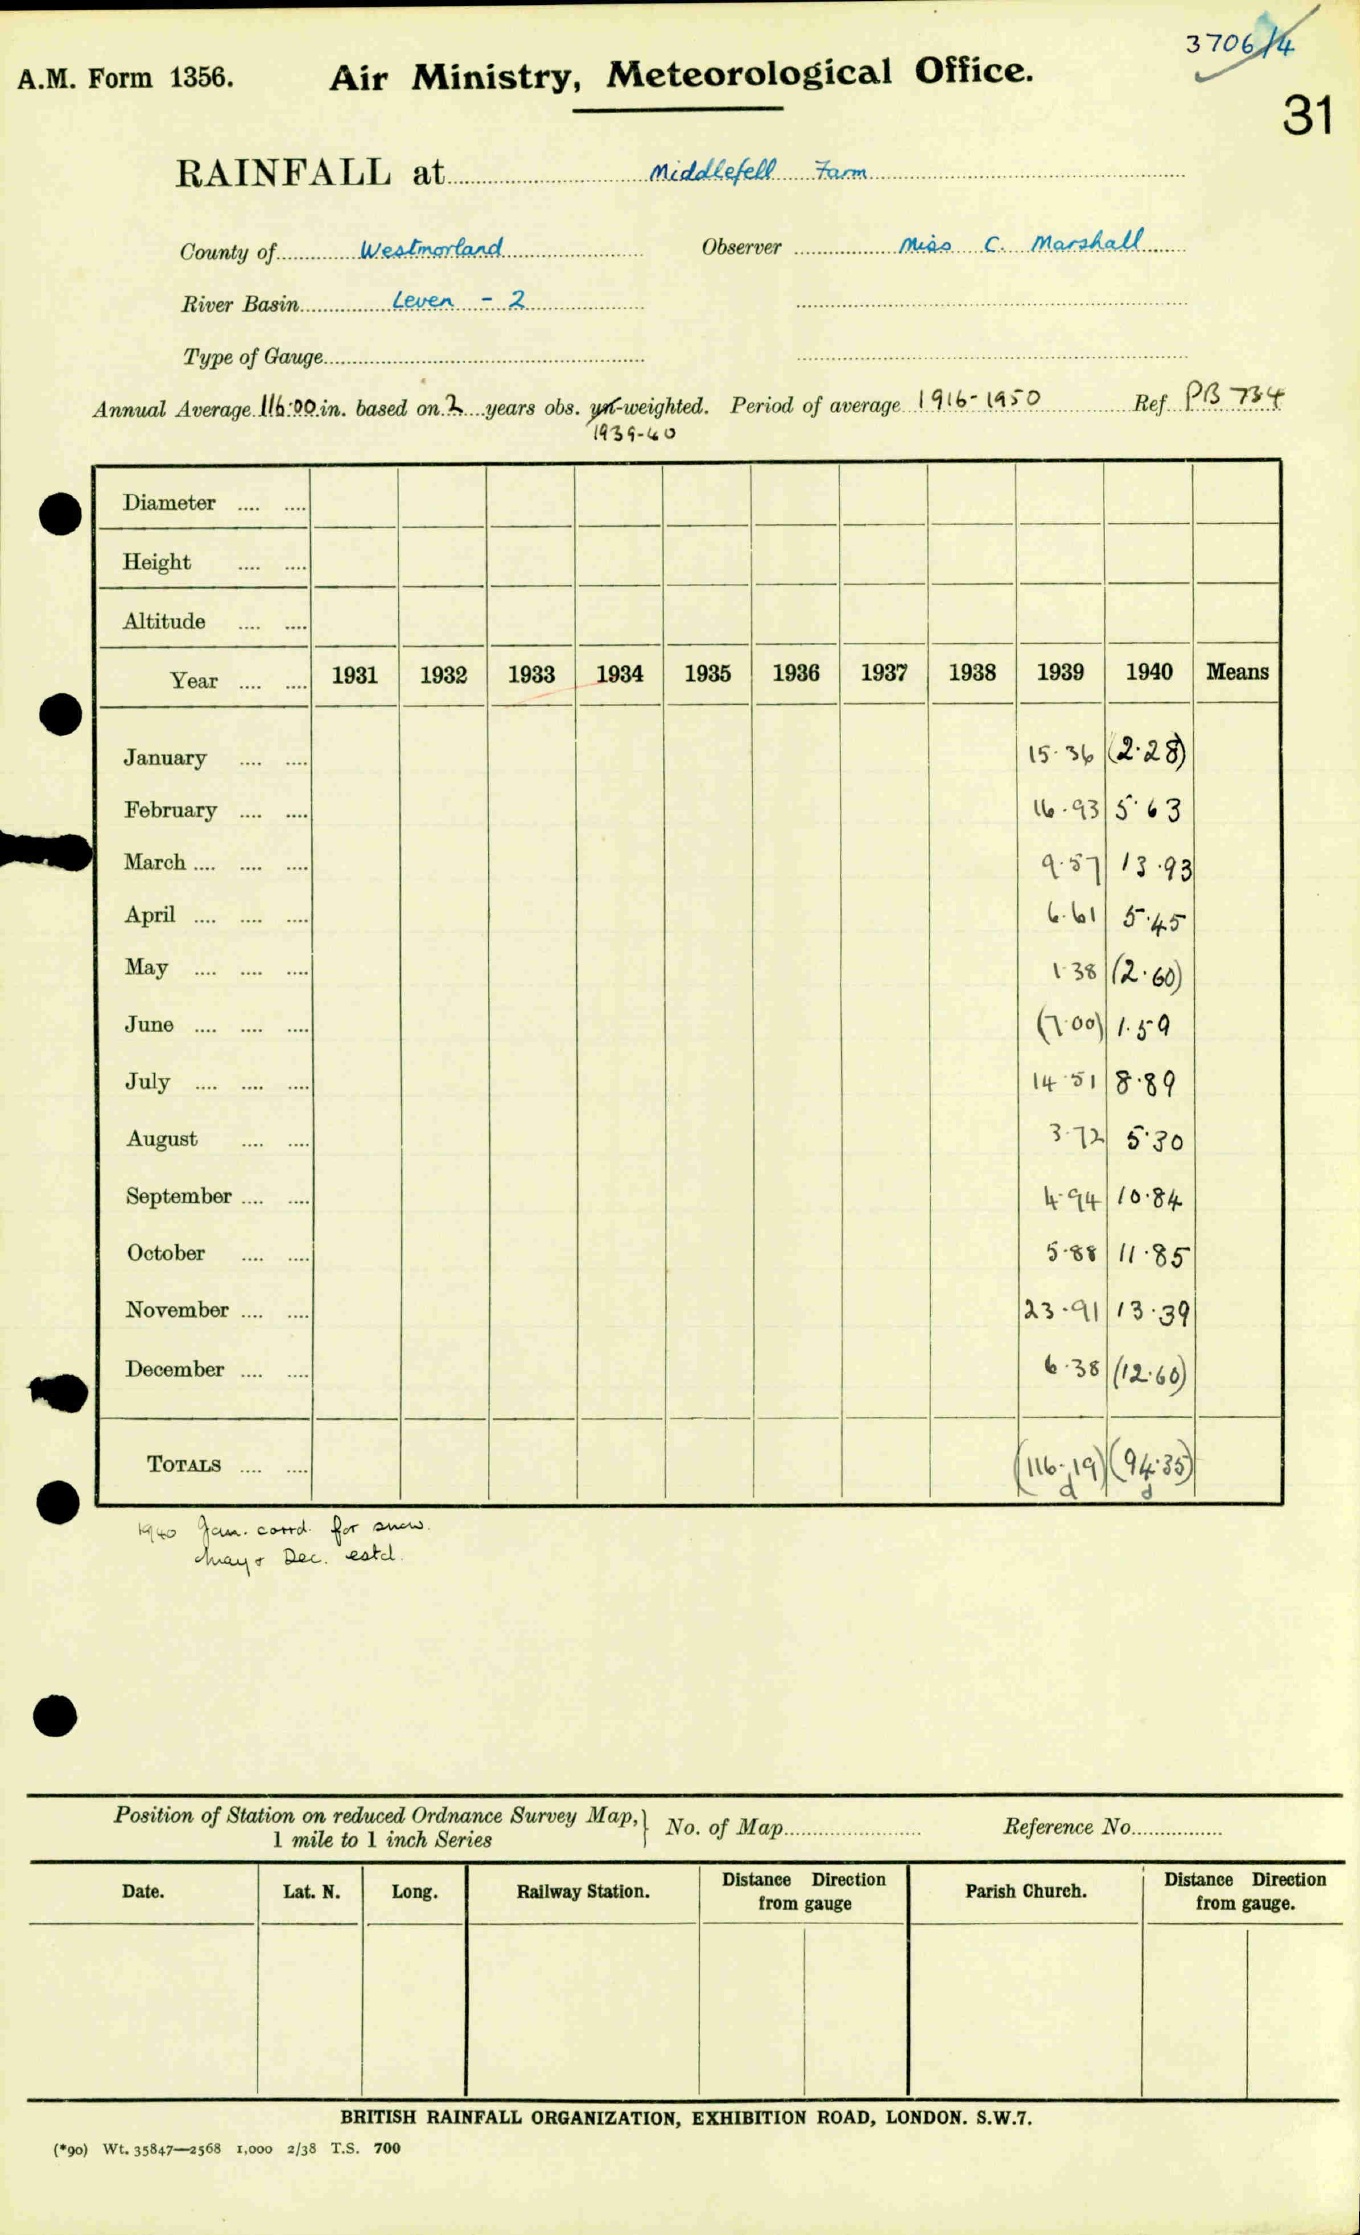 3706/4
A.M. Form 1356. Air Ministry, Meteorological Office.
31
RAINFALL at Middlefell Farm
County of Westmorland Observer Miss C. Marshall
River Basin Leven - 2
Type of Gauge
Annual Average 116.00 in. based on 2 years obs. un-weighted. Period of average 1916-1950 Ref PB 734
1939-40
Diameter .... ....
Height .... ....
Altitude .... ....
Year .... .... 1931 1932 1933 1934 1935 1936 1937 1938 1939 1940 Means
January .... .... 15.36 (2.28)
February .... .... 16.93 5.63
March .... .... .... 9.57 13.93
April .... .... .... 6.61 5.45
May .... .... .... 1.38 (2.60)
June .... .... .... (7.00) 1.59
July .... .... .... 14.51 8.89
August .... .... 3.72 5.30
September .... .... 4.94 10.84
October .... .... 5.88 11.85
November .... .... 23.91 13.39
December .... .... 6.38 (12.60)
TOTALS .... .... (116.19) (94.35)
d d
1940 Jan. corrd. for snow.
May & Dec. estd.
Position of Station on reduced Ordnance Survey Map,} No. of Map Reference No.
1 mile to 1 inch Series
Date. Lat. N. Long. Railway Station. Distance Direction from gauge Parish Church. Distance Direction from gauge.
BRITISH RAINFALL ORGANIZATION, EXHIBITION ROAD, LONDON. S.W.7.
(*90) Wt. 35847—2568 1,000 2/38 T.S. 700